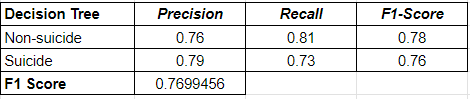 Decision Tree Precision Recall F1-Score
Non-suicide 0.76 0.81 0.78
Suicide 0.79 0.73 0.76
F1 Score 0.7699456